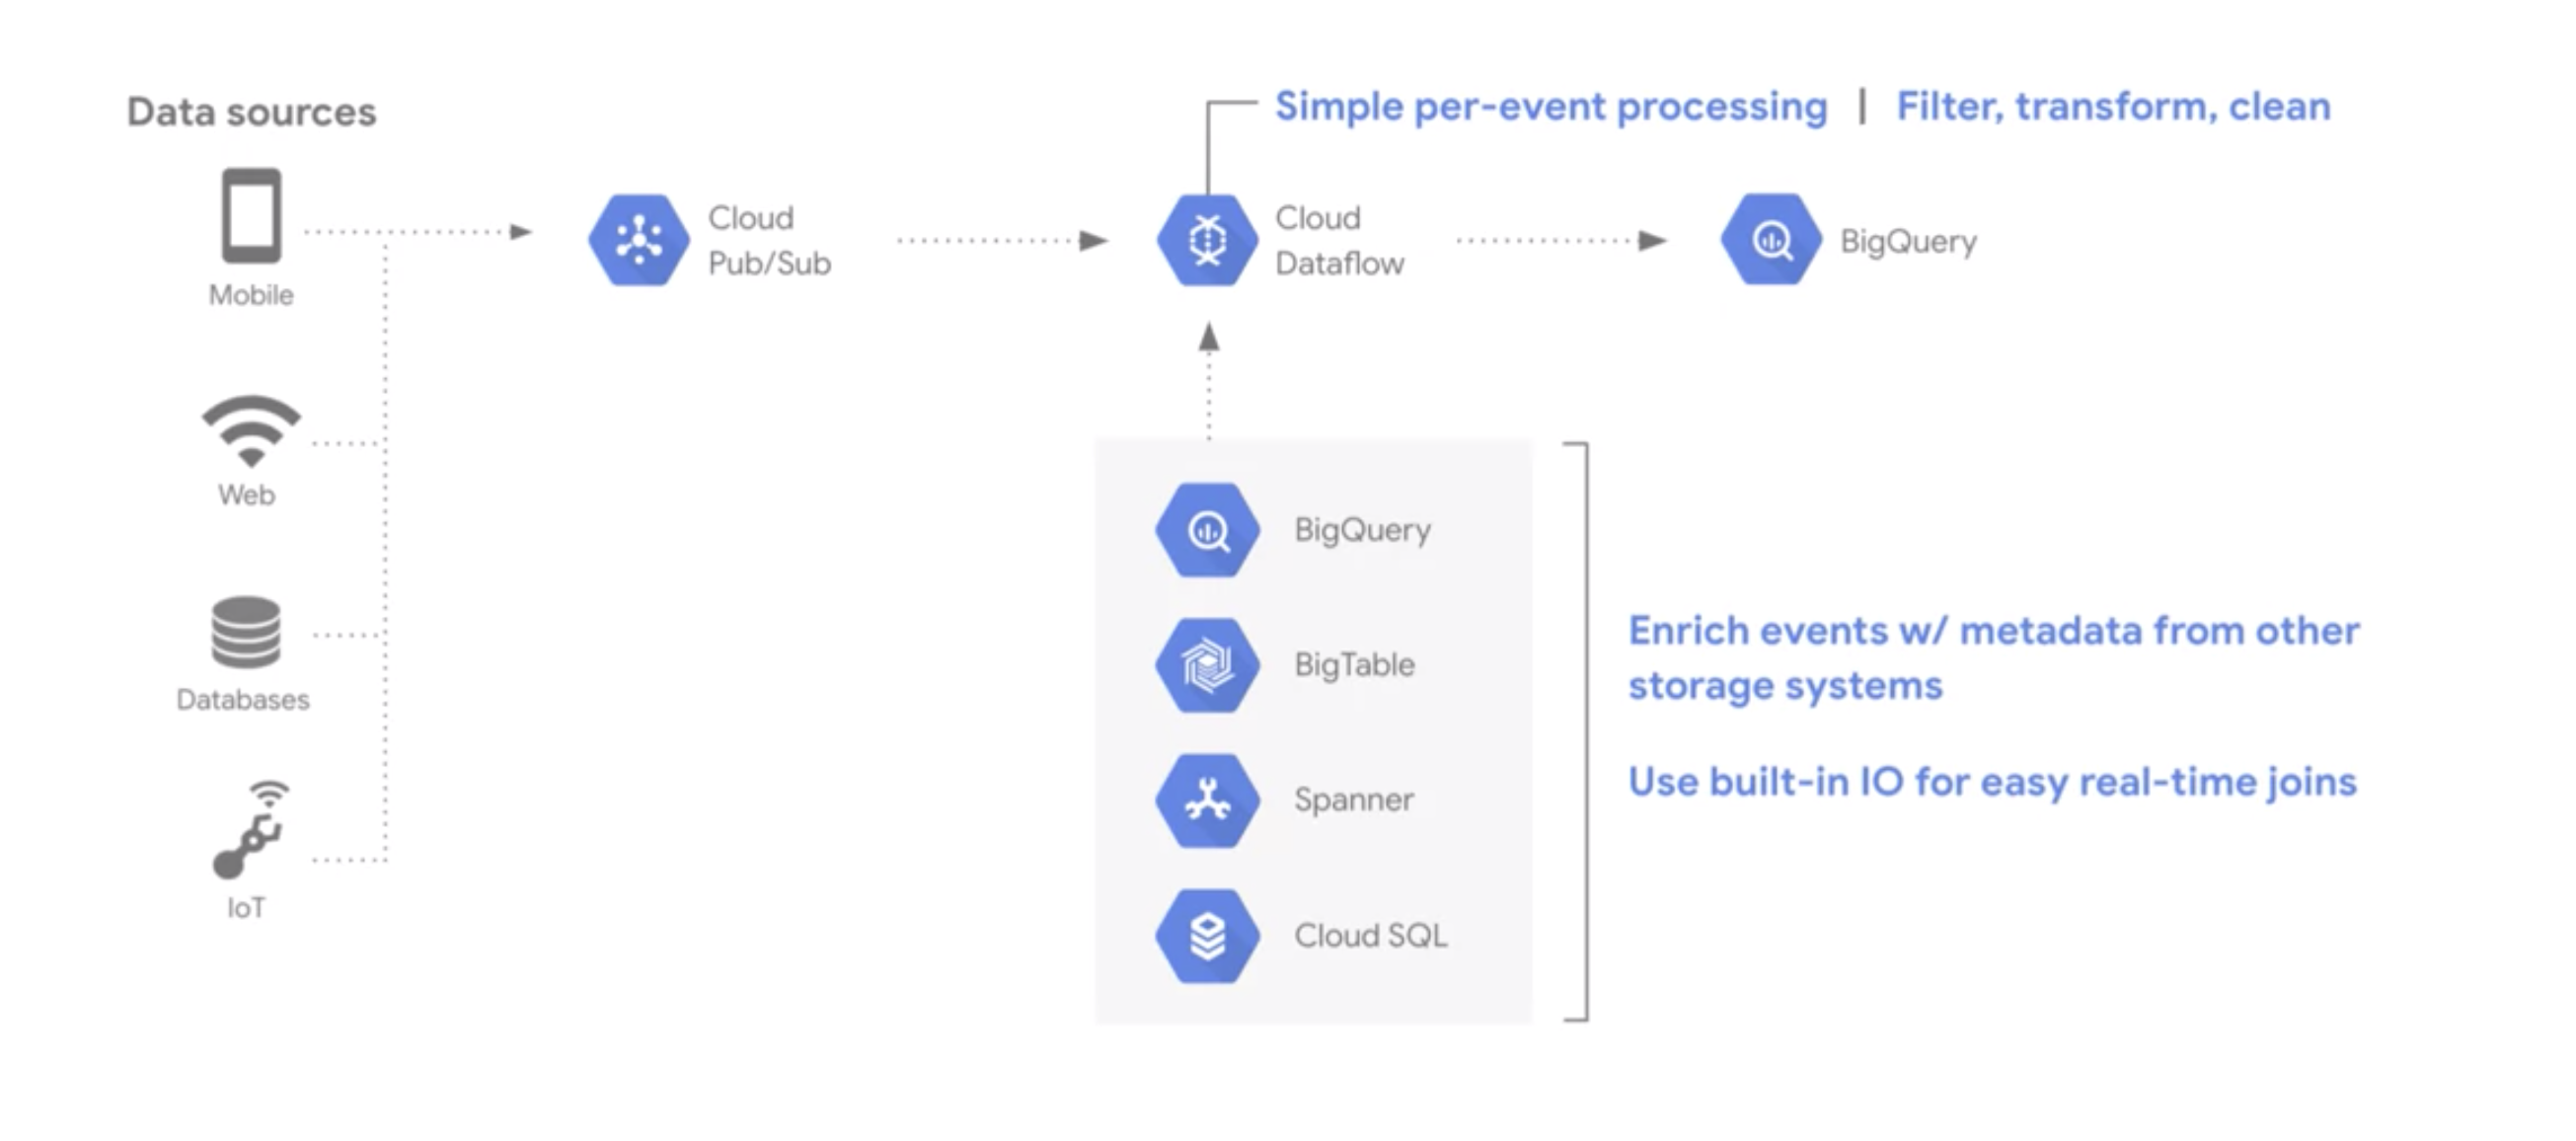 Data sources
Simple per-event processing | Filter, transform, clean
Mobile
Cloud
Pub/Sub
Cloud
Dataflow
BigQuery
Web
Databases
IoT
BigQuery
BigTable
Spanner
Cloud SQL
Enrich events w/ metadata from other
storage systems
Use built-in IO for easy real-time joins